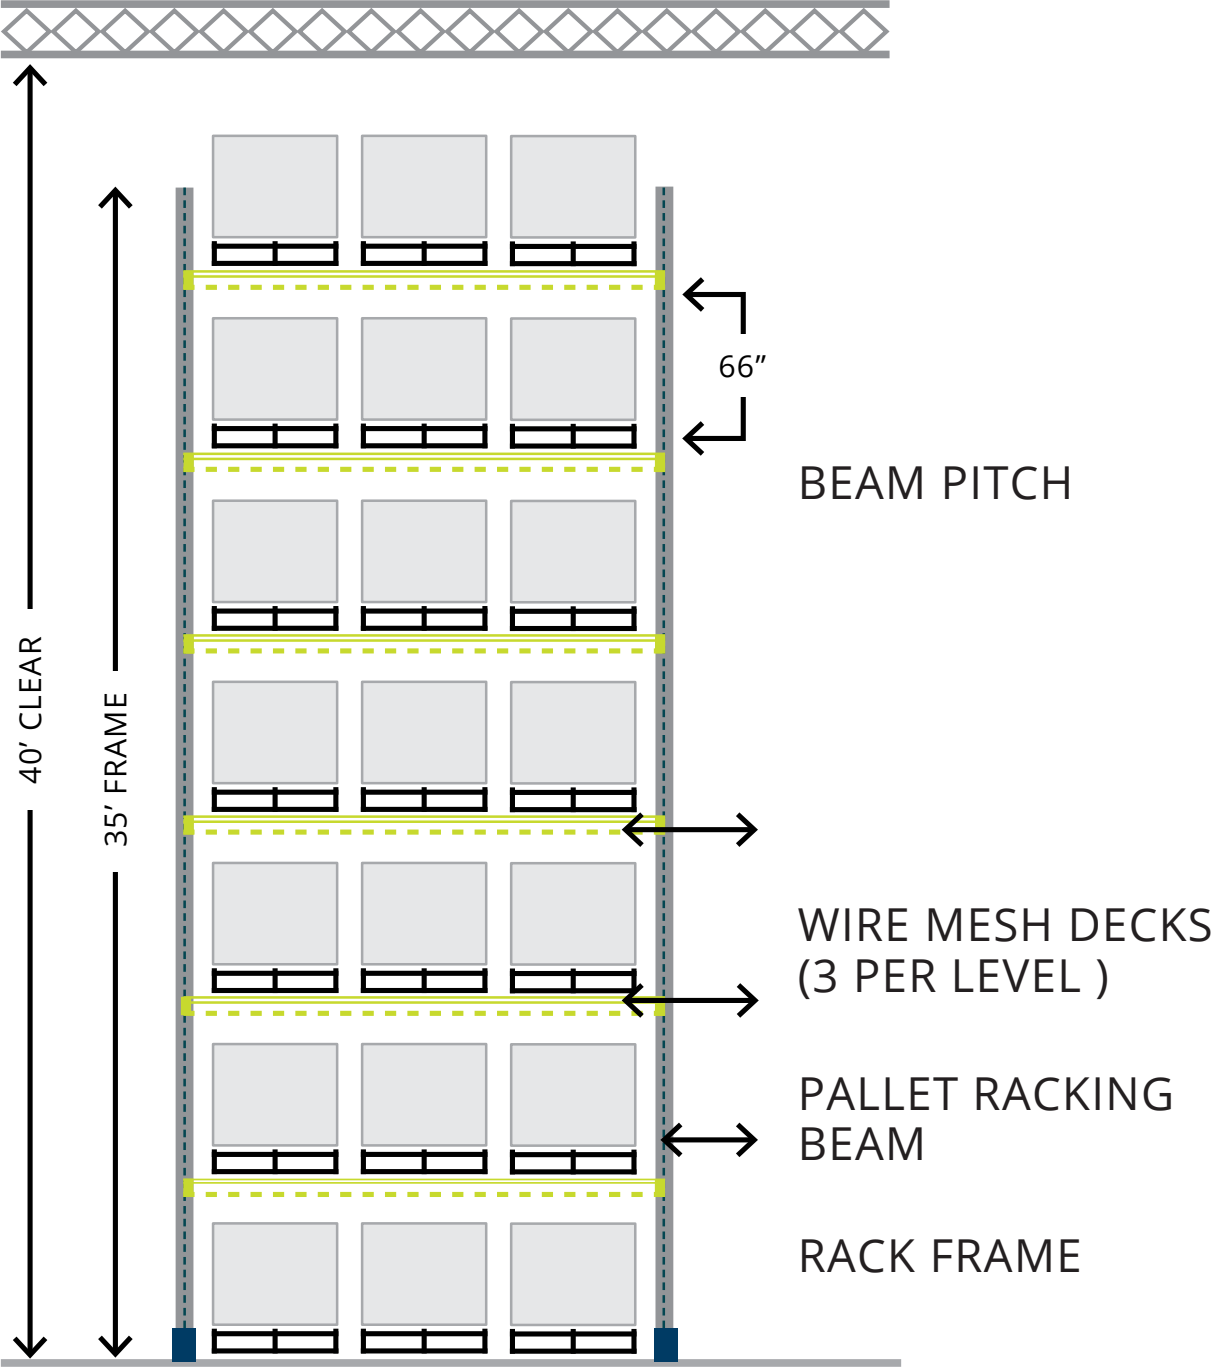 66”
BEAM PITCH
40’ CLEAR
35’ FRAME
WIRE MESH DECKS
(3 PER LEVEL )
PALLET RACKING
BEAM
RACK FRAME